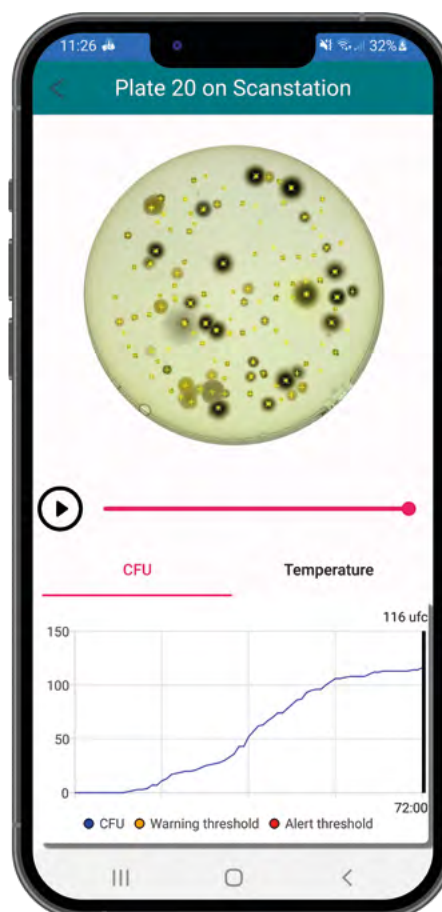 11:26 32%
Plate 20 on Scanstation
CFU Temperature
116 ufc
150
100
50
0
72:00
CFU Warning threshold Alert threshold